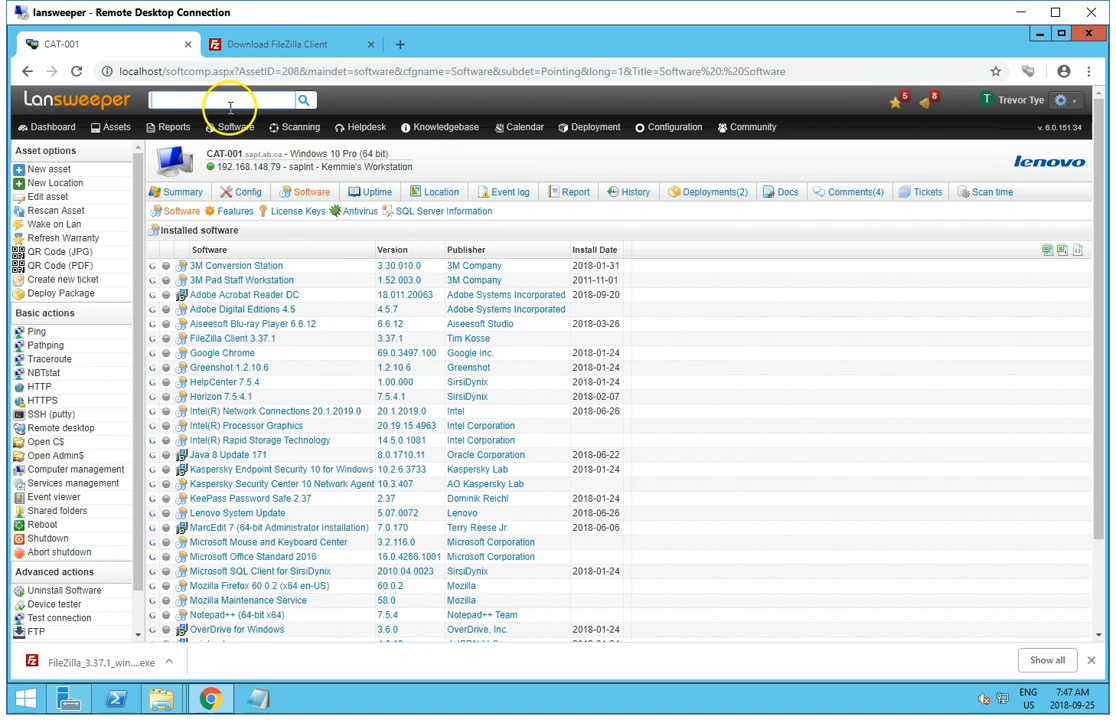 lansweeper - Remote Desktop Connection
CAT-001
Download FileZilla Client
localhost/softcomp.aspx?AssetID=208&maindet=software&cfgname=Software&subdet=Pointing&long=1&Title=Software%20:%20Software
Lansweeper
5 8 Trevor Tye
Dashboard Assets Reports Software Scanning Helpdesk Knowledgebase Calendar Deployment Configuration Community v. 6.0.151.34
Asset options
New asset
New Location
Edit asset
Rescan Asset
Wake on Lan
Refresh Warranty
QR Code (JPG)
QR Code (PDF)
Create new ticket
Deploy Package
Basic actions
Ping
Pathping
Traceroute
NBTstat
HTTP
HTTPS
SSH (putty)
Remote desktop
Open C$
Open Admin$
Computer management
Services management
Event viewer
Shared folders
Reboot
Shutdown
Abort shutdown
Advanced actions
Uninstall Software
Device tester
Test connection
FTP
CAT-001.sapl.ab.ca - Windows 10 Pro (64 bit)
192.168.148.79 - sapInt - Kemmie's Workstation
lenovo
Summary Config Software Uptime Location Event log Report History Deployments(2) Docs Comments(4) Tickets Scan time
Software Features License Keys Antivirus SQL Server Information
Installed software
Software Version Publisher Install Date
G 3M Conversion Station 3.30.010.0 3M Company 2018-01-31
G 3M Pad Staff Workstation 1.52.003.0 3M Company 2011-11-01
G Adobe Acrobat Reader DC 18.011.20063 Adobe Systems Incorporated 2018-09-20
G Adobe Digital Editions 4.5 4.5.7 Adobe Systems Incorporated
G Aiseesoft Blu-ray Player 6.6.12 6.6.12 Aiseesoft Studio 2018-03-26
G FileZilla Client 3.37.1 3.37.1 Tim Kosse
G Google Chrome 69.0.3497.100 Google Inc. 2018-01-24
G Greenshot 1.2.10.6 1.2.10.6 Greenshot 2018-01-24
G HelpCenter 7.5.4 1.00.000 SirsiDynix 2018-01-24
G Horizon 7.5.4.1 7.5.4.1 SirsiDynix 2018-02-07
G Intel(R) Network Connections 20.1.2019.0 20.1.2019.0 Intel 2018-06-26
G Intel(R) Processor Graphics 20.19.15.4963 Intel Corporation
G Intel(R) Rapid Storage Technology 14.5.0.1081 Intel Corporation
G Java 8 Update 171 8.0.1710.11 Oracle Corporation 2018-06-22
G Kaspersky Endpoint Security 10 for Windows 10.2.6.3733 Kaspersky Lab 2018-01-24
G Kaspersky Security Center 10 Network Agent 10.3.407 AO Kaspersky Lab
G KeePass Password Safe 2.37 2.37 Dominik Reichl 2018-01-24
G Lenovo System Update 5.07.0072 Lenovo 2018-06-26
G MarcEdit 7 (64-bit Administrator Installation) 7.0.170 Terry Reese Jr. 2018-06-06
G Microsoft Mouse and Keyboard Center 3.2.116.0 Microsoft Corporation
G Microsoft Office Standard 2016 16.0.4266.1001 Microsoft Corporation
G Microsoft SQL Client for SirsiDynix 2010.04.0023 SirsiDynix 2018-01-24
G Mozilla Firefox 60.0.2 (x64 en-US) 60.0.2 Mozilla
G Mozilla Maintenance Service 58.0 Mozilla
G Notepad++ (64-bit x64) 7.5.4 Notepad++ Team
G OverDrive for Windows 3.6.0 OverDrive, Inc. 2018-01-24
FileZilla_3.37.1_win....exe
Show all
ENG 7:47 AM
US 2018-09-25